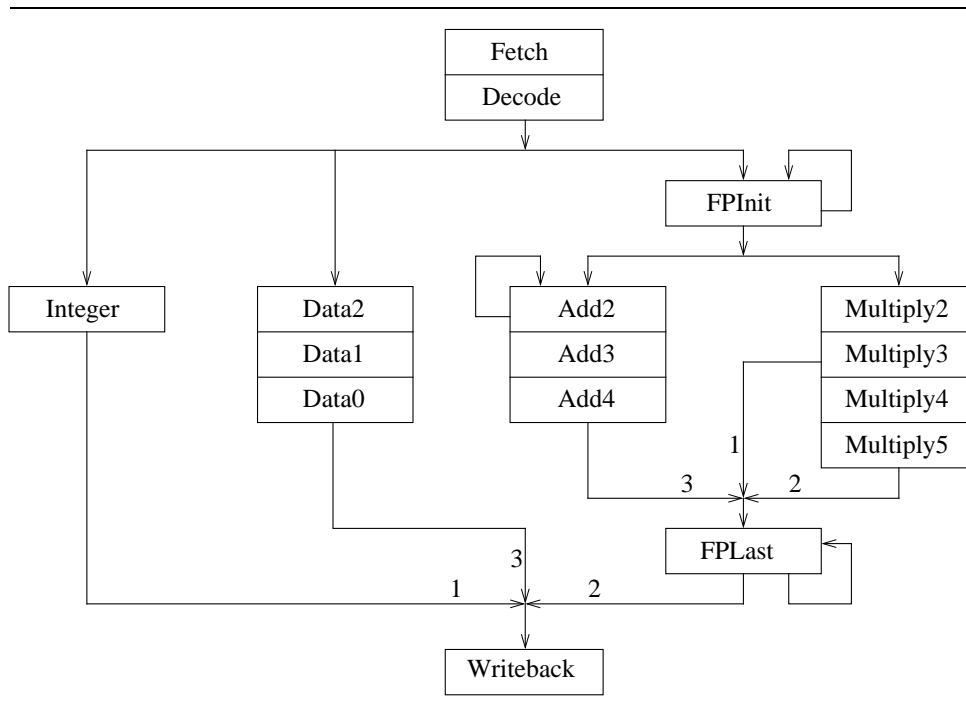 Fetch
Decode
FPInit
Integer Data2 Add2 Multiply2
Data1 Add3 Multiply3
Data0 Add4 Multiply4
1 Multiply5
3 2
FPLast
3
1 2
Writeback